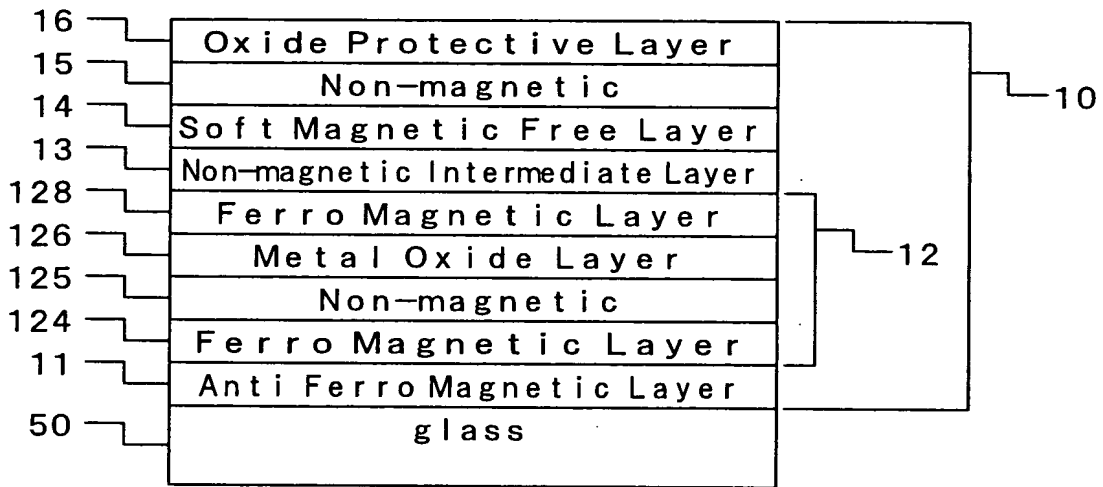 16 Oxide Protective Layer
15 Non-magnetic
10
14 Soft Magnetic Free Layer
13 Non-magnetic Intermediate Layer
128 Ferro Magnetic Layer
126 Metal Oxide Layer
12
125 Non-magnetic
124 Ferro Magnetic Layer
11 Anti Ferro Magnetic Layer
50 glass